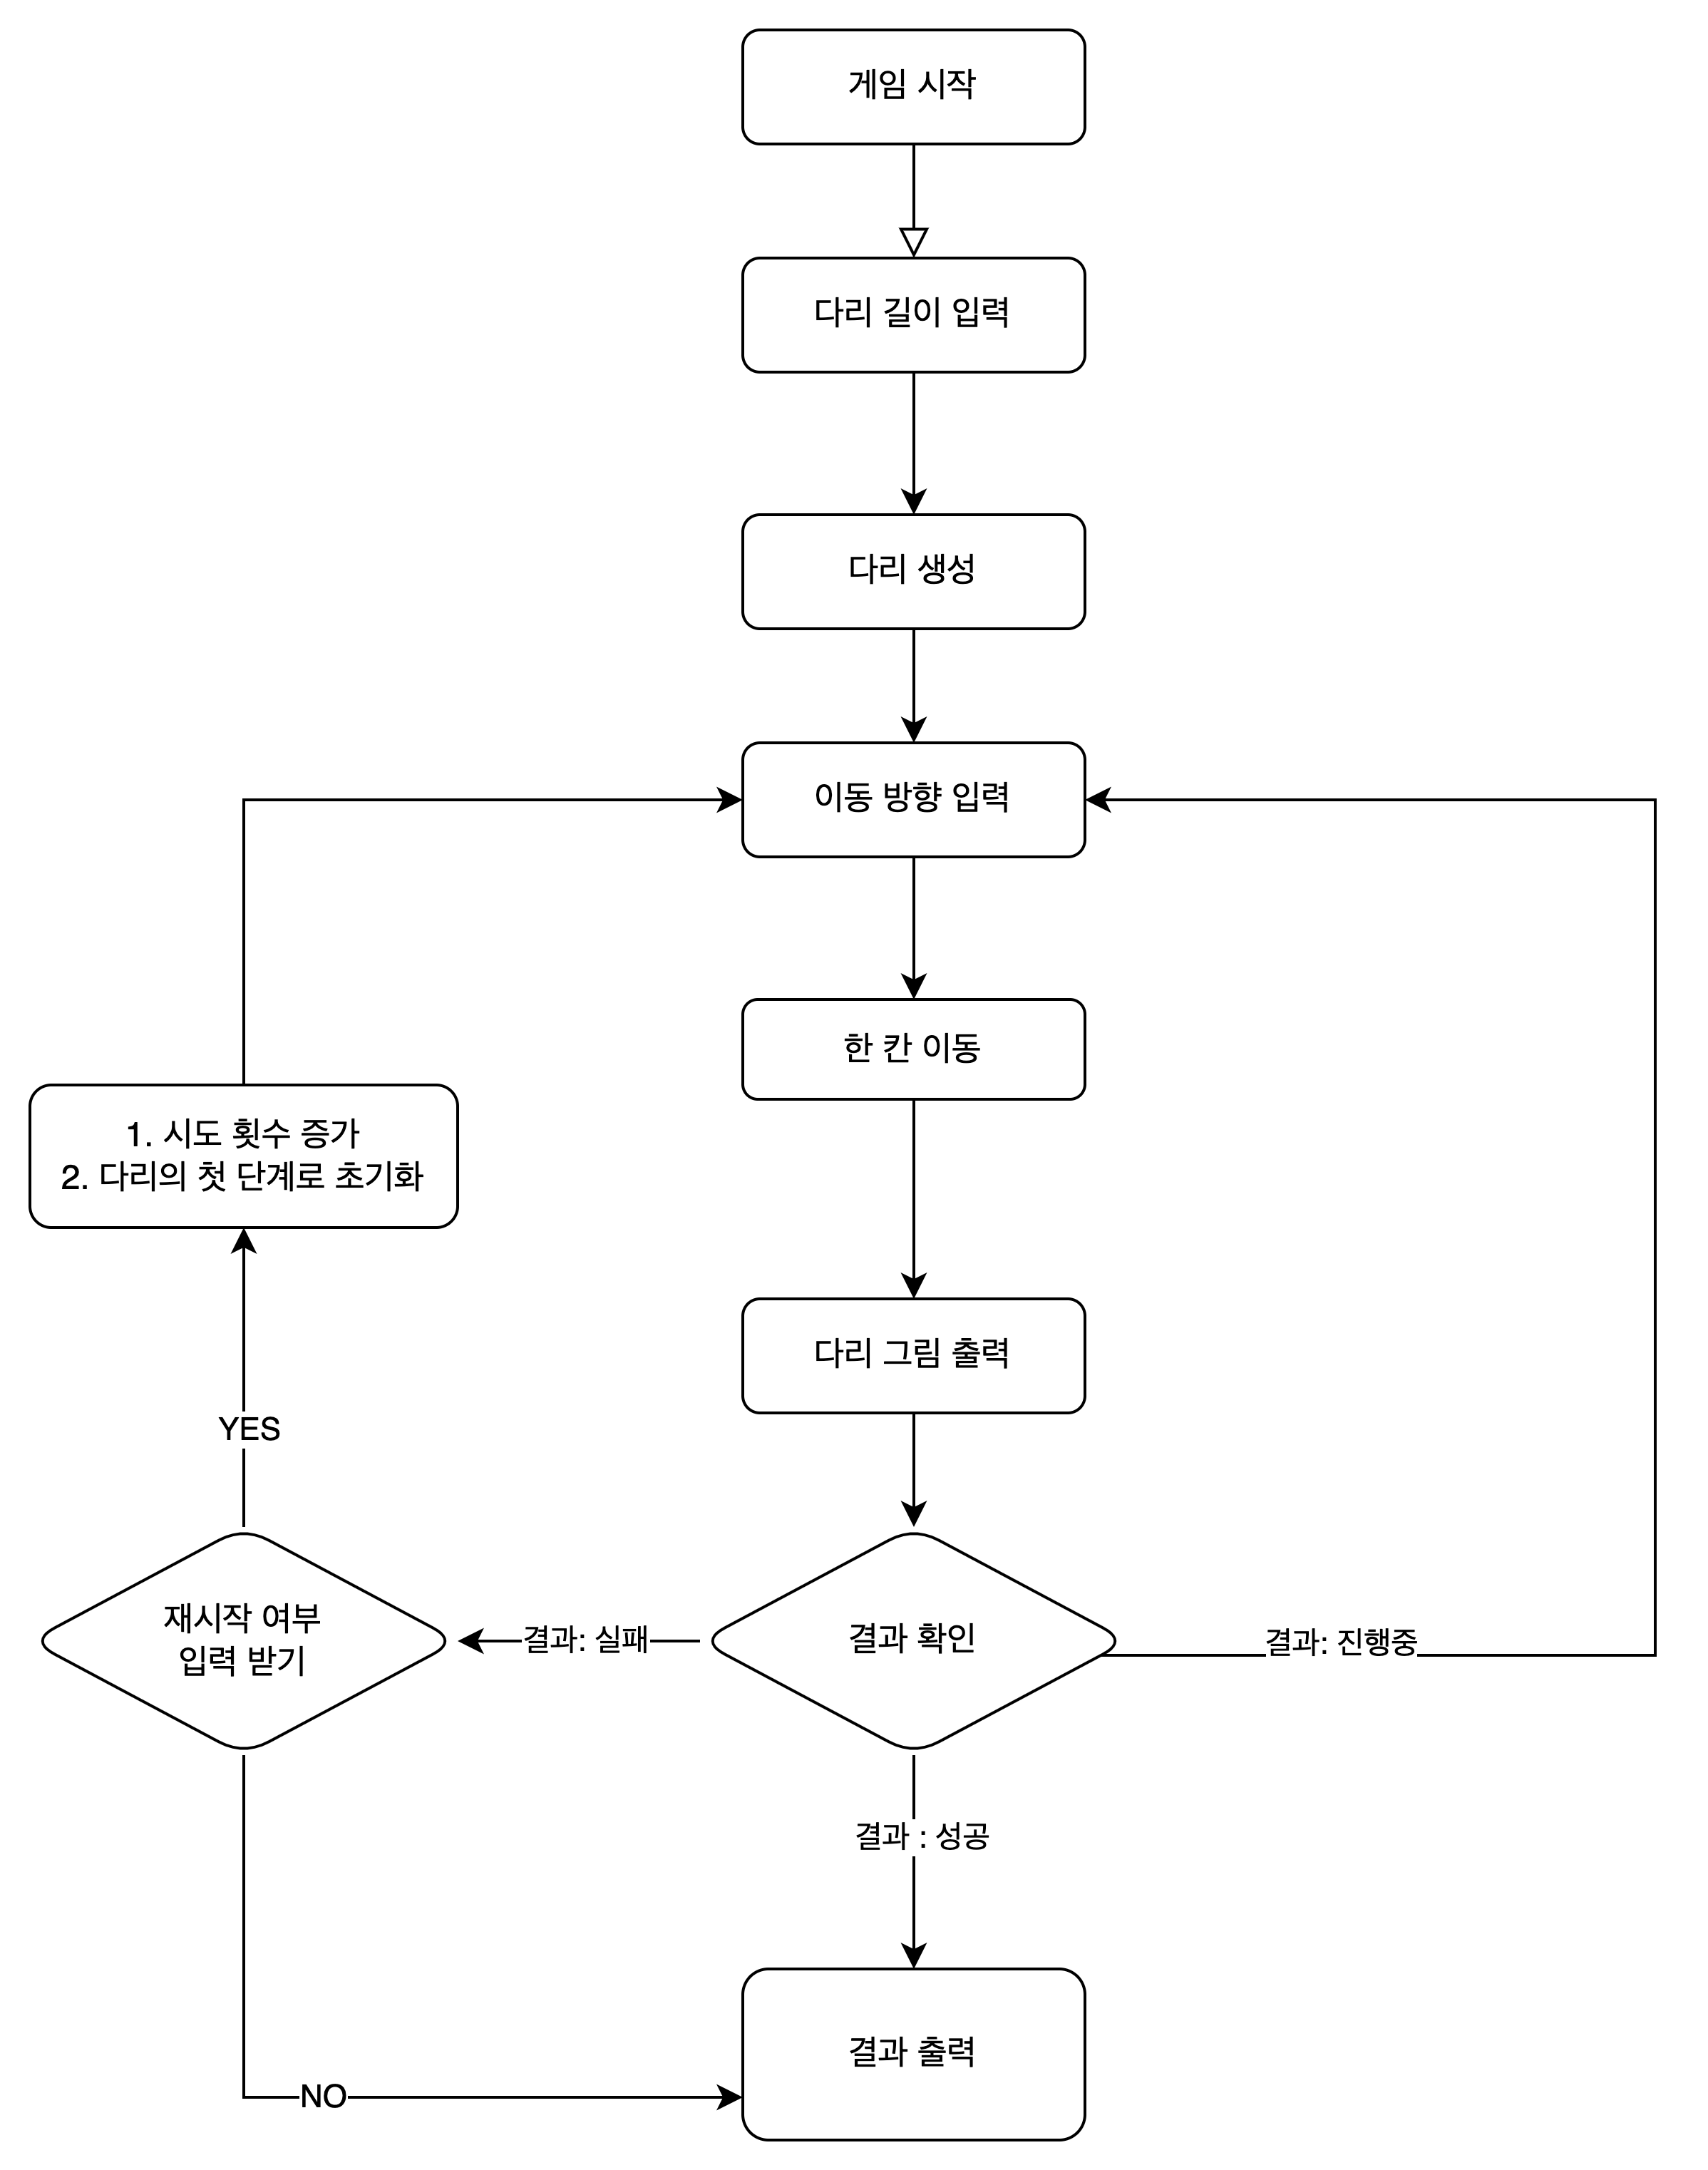 게임 시작
다리 길이 입력
다리 생성
이동 방향 입력
한 칸 이동
1. 시도 횟수 증가
2. 다리의 첫 단계로 초기화
다리 그림 출력
YES
재시작 여부
입력 받기
결과: 실패
결과 확인
결과: 진행중
결과 : 성공
결과 출력
NO